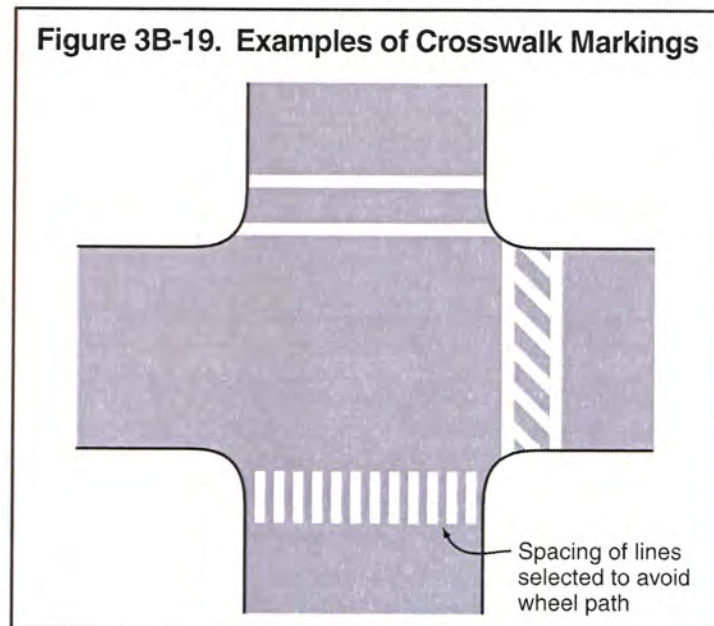 Figure 3B-19. Examples of Crosswalk Markings
Spacing of lines
selected to avoid
wheel path